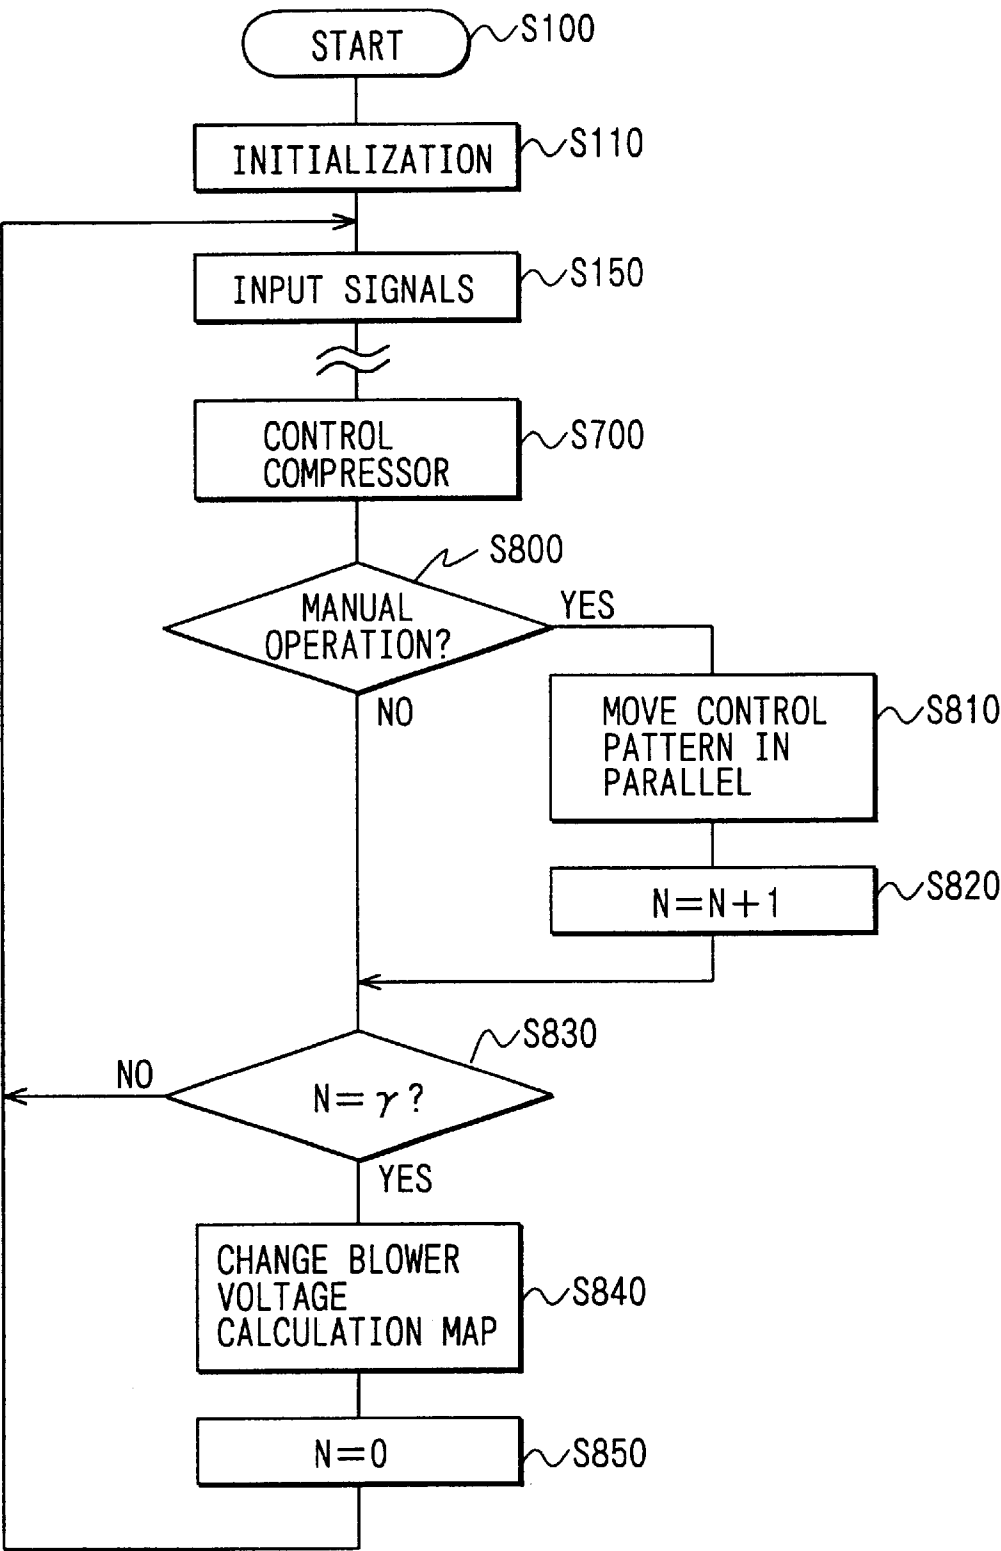 START
S100
INITIALIZATION
S110
INPUT SIGNALS
S150
CONTROL
COMPRESSOR
S700
S800
MANUAL
OPERATION?
YES
NO
MOVE CONTROL
PATTERN IN
PARALLEL
S810
N=N+1
S820
S830
N=γ?
NO
YES
CHANGE BLOWER
VOLTAGE
CALCULATION MAP
S840
N=0
S850